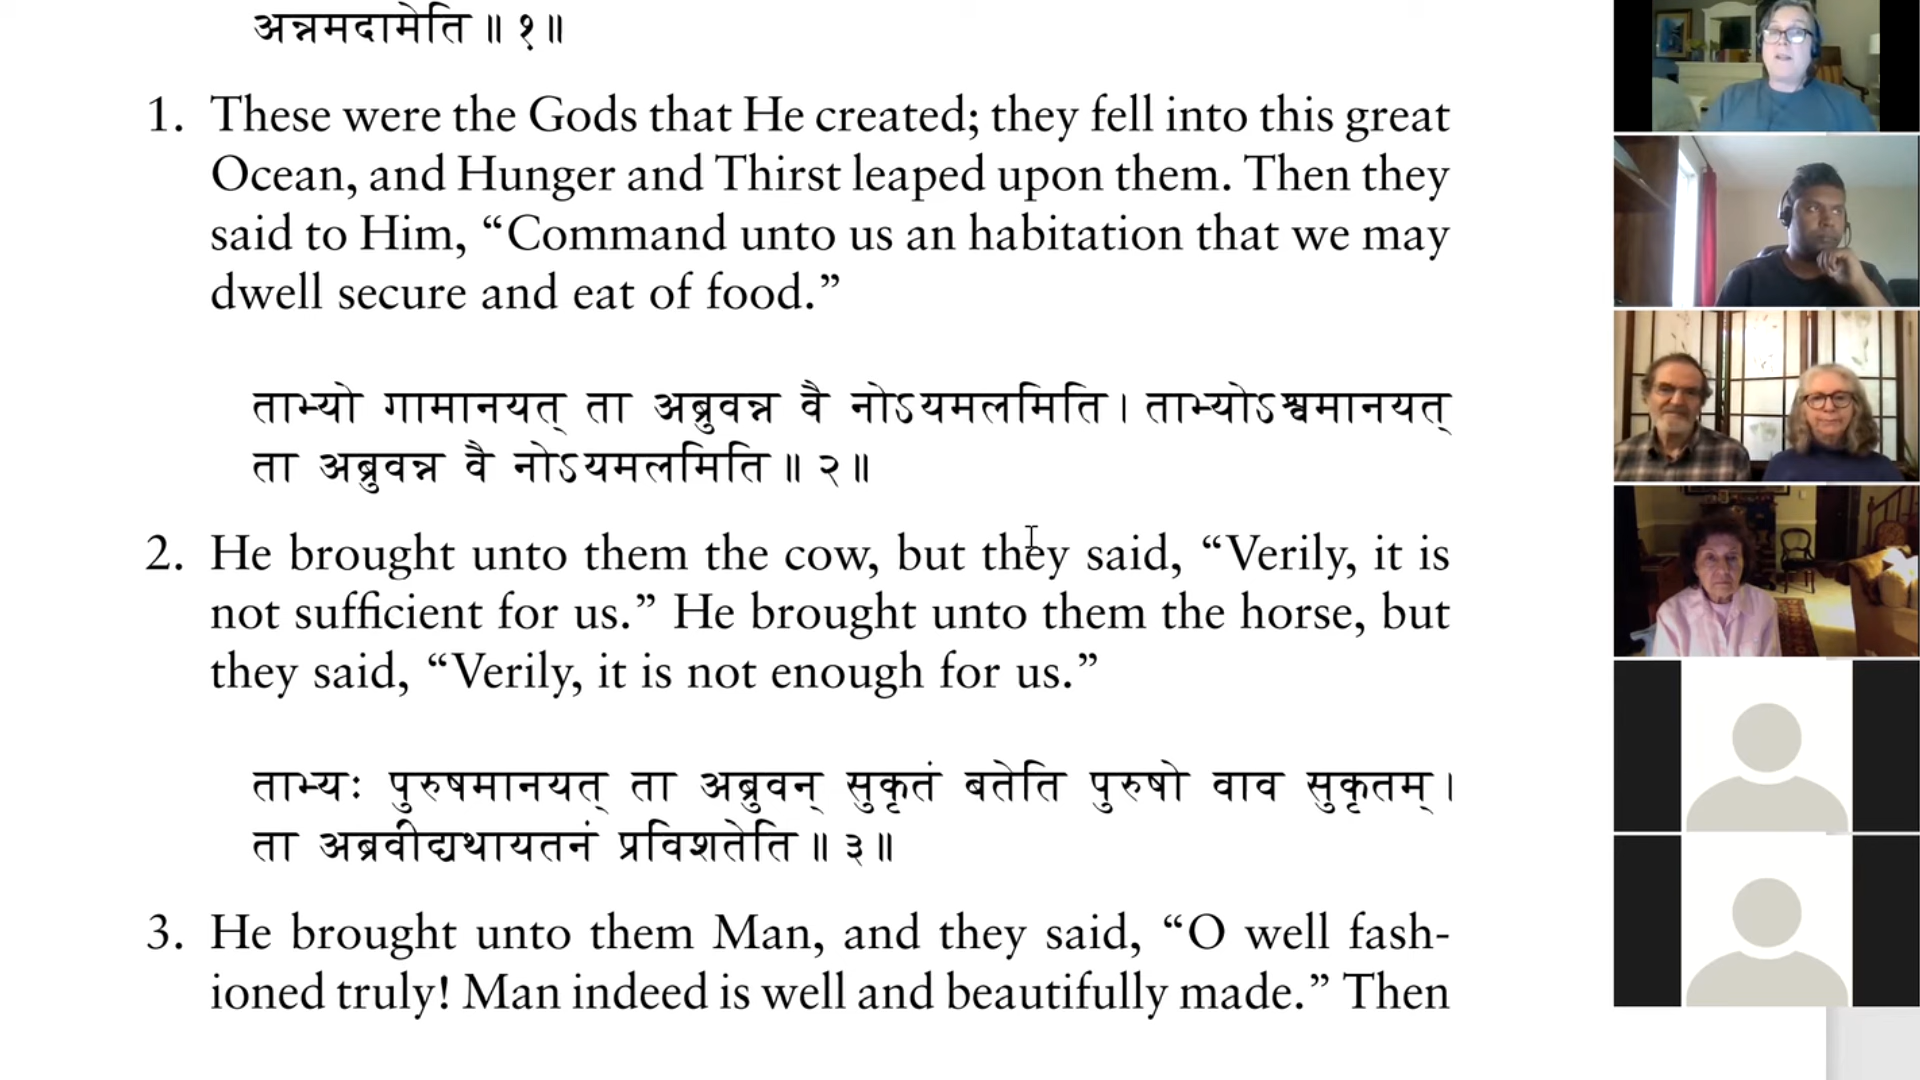 अन्नमदामेति ॥ १॥
1. These were the Gods that He created; they fell into this great
Ocean, and Hunger and Thirst leaped upon them. Then they
said to Him, “Command unto us an habitation that we may
dwell secure and eat of food.”
ताभ्यो गामानयत् ता अब्रुवन्न वै नोऽयमलमिति। ताभ्योऽश्वमानयत्
ता अब्रुवन्न वै नोऽयमलमिति॥ २॥
2. He brought unto them the cow, but they said, “Verily, it is
not sufficient for us.” He brought unto them the horse, but
they said, “Verily, it is not enough for us.”
ताभ्यः पुरुषमानयत् ता अब्रुवन् सुकृतं बतेति पुरुषो वाव सुकृतम्।
ता अब्रवीद्यथायतनं प्रविशतेति॥ ३॥
3. He brought unto them Man, and they said, “O well fash-
ioned truly! Man indeed is well and beautifully made.” Then